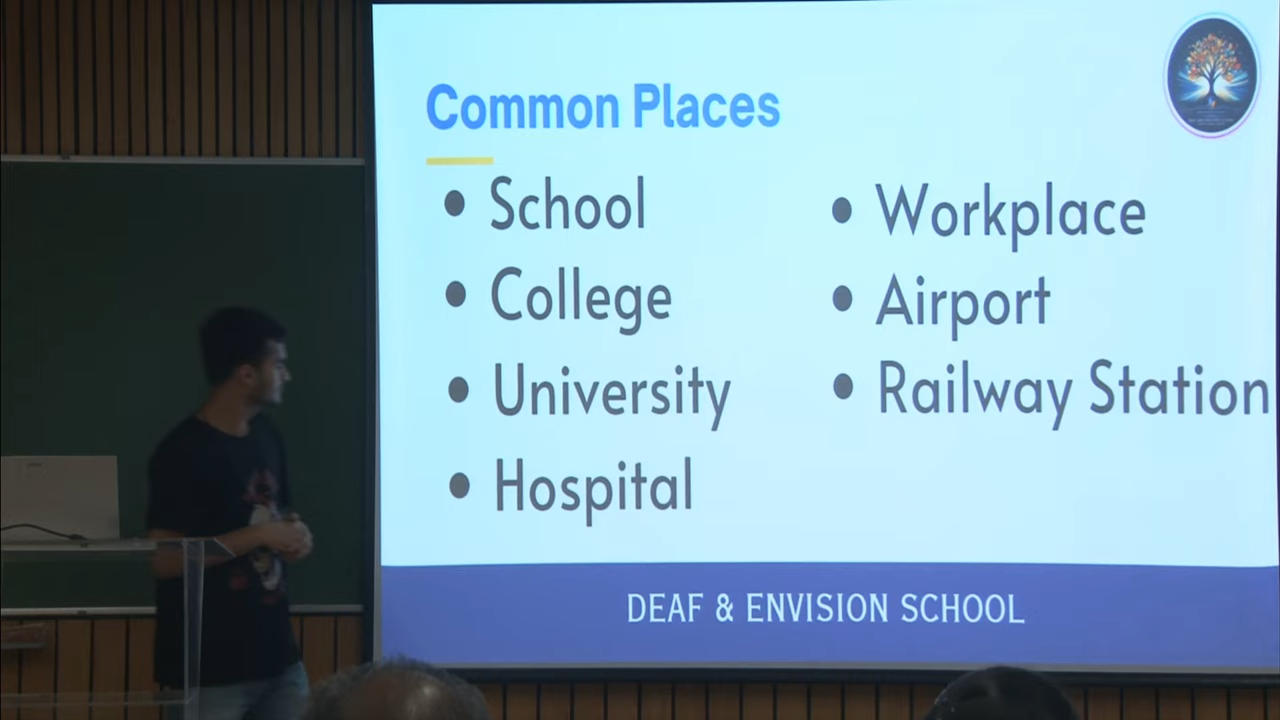 Common Places
• School
• College
• University
• Hospital
• Workplace
• Airport
• Railway Station
DEAF & ENVISION SCHOOL